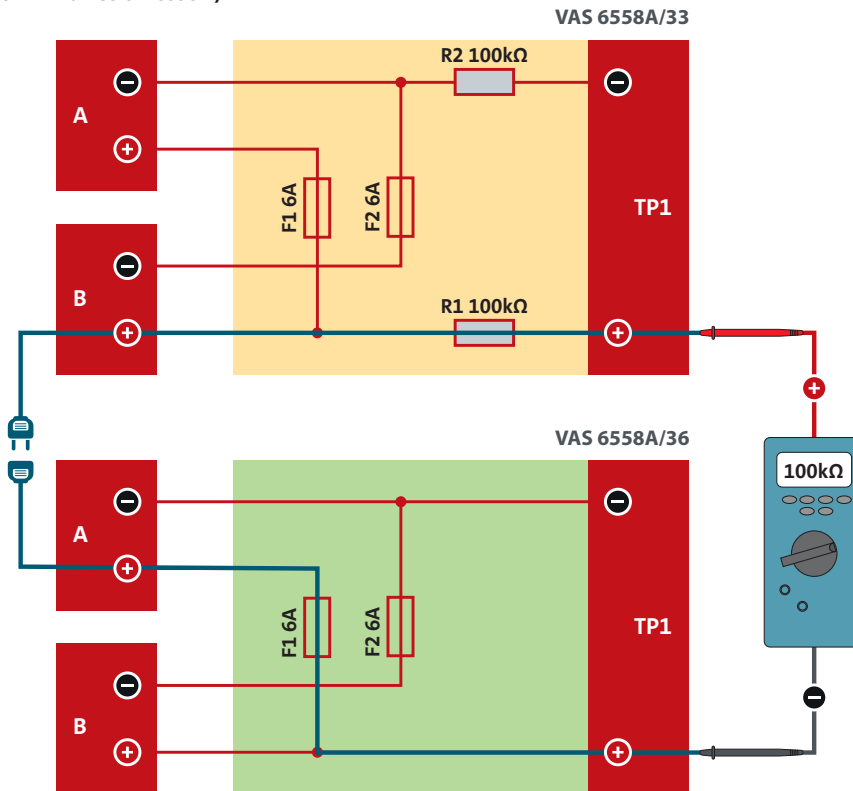 VAS 6558A/33
R2 100kΩ
A
F1 6A
F2 6A
TP1
B
R1 100kΩ
VAS 6558A/36
100kΩ
A
F1 6A
F2 6A
TP1
B